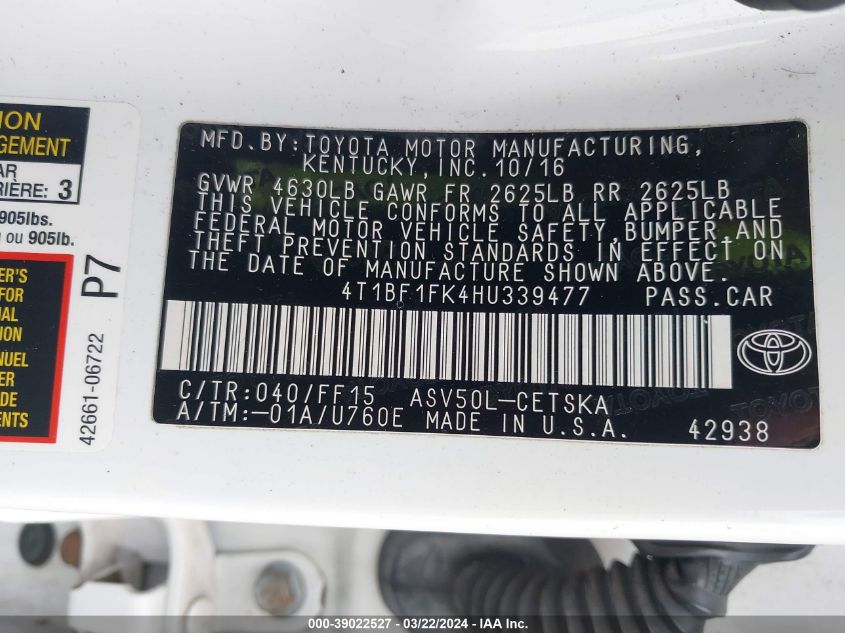 ION
GEMENT
AR
RIÈRE: 3
905lbs.
ou 905lb.
ER'S
FOR
NAL
TION
NUEL
ER
DE
NS.
P7
42661-06722
MFD.BY:TOYOTA MOTOR MANUFACTURING,
KENTUCKY, INC.10/16
GVWR 4630LB GAWR FR 2625LB RR 2625LB
THIS VEHICLE CONFORMS TO ALL APPLICABLE
FEDERAL MOTOR VEHICLE SAFETY,BUMPER,AND
THEFT PREVENTION STANDARDS IN EFFECT ON
THE DATE OF MANUFACTURE SHOWN ABOVE.
4T1BF1FK4HU339477 PASS.CAR
C/TR:040/FF15 ASV50L-CETSKA
A/TM:-01A/U760E MADE IN U.S.A. 42938
TOYOTA
000-39022527 - 03/22/2024 - IAA Inc.